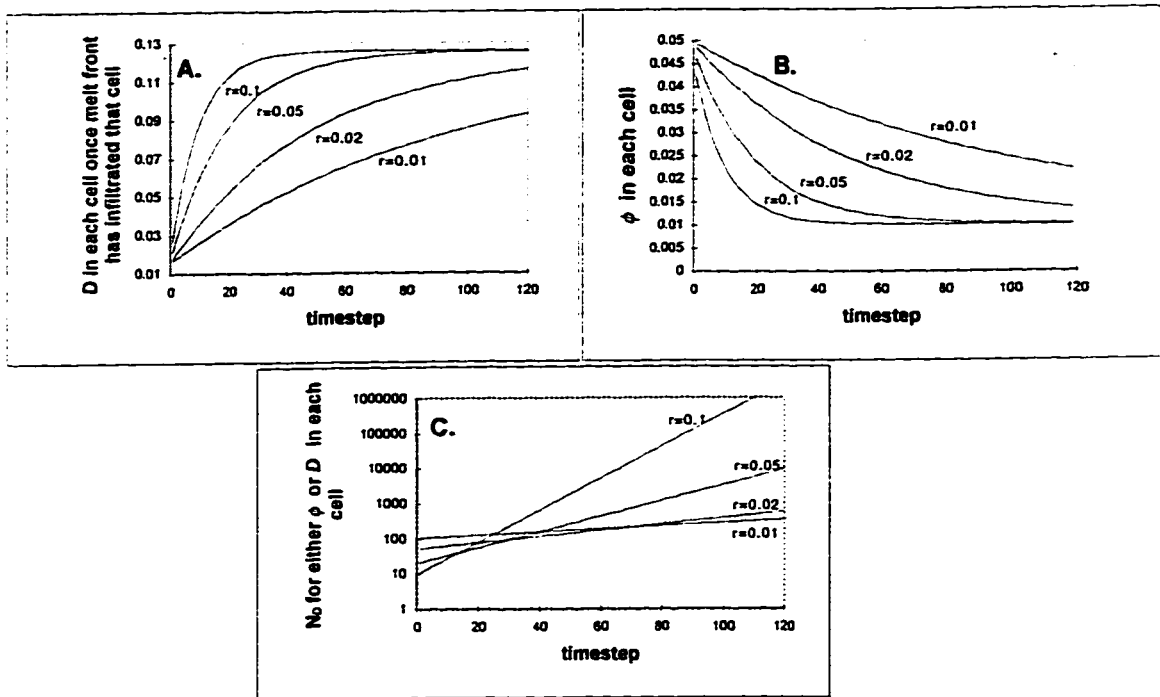 A.
D in each cell once melt front
has infiltrated that cell
0.13
0.11
0.09
0.07
0.05
0.03
0.01
r=0.1
r=0.05
r=0.02
r=0.01
0 20 40 60 80 100 120
timestep
B.
ϕ in each cell
0.05
0.045
0.04
0.035
0.03
0.025
0.02
0.015
0.01
0.005
0
r=0.01
r=0.02
r=0.05
r=0.1
0 20 40 60 80 100 120
timestep
C.
N₀ for either ϕ or D in each
cell
1000000
100000
10000
1000
100
10
1
r=0.1
r=0.05
r=0.02
r=0.01
0 20 40 60 80 100 120
timestep